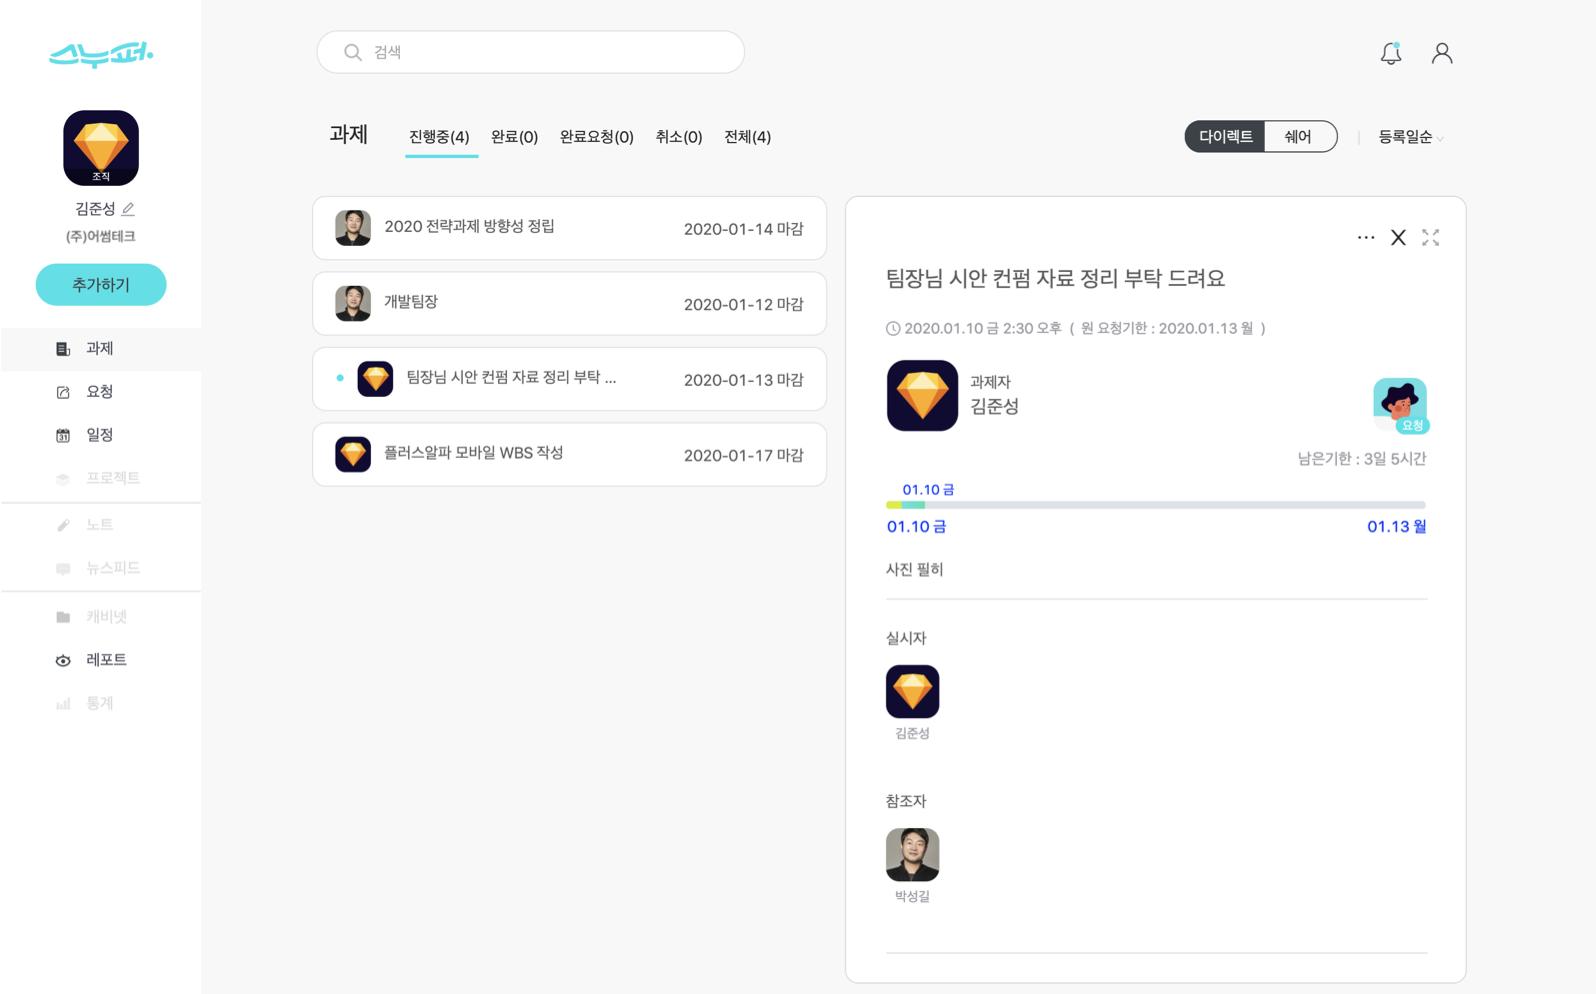 스누퍼.
조직
김준성
(주)어썸테크
추가하기
과제
요청
31
일정
프로젝트
노트
뉴스피드
캐비넷
레포트
통계
검색
과제 진행중(4) 완료(0) 완료요청(0) 취소(0) 전체(4)
다이렉트 쉐어 등록일순
2020 전략과제 방향성 정립 2020-01-14 마감
개발팀장 2020-01-12 마감
팀장님 시안 컨펌 자료 정리 부탁 ... 2020-01-13 마감
플러스알파 모바일 WBS 작성 2020-01-17 마감
... X
팀장님 시안 컨펌 자료 정리 부탁 드려요
2020.01.10 금 2:30 오후 ( 원 요청기한 : 2020.01.13 월 )
과제자
김준성
요청
남은기한 : 3일 5시간
01.10 금
01.10 금 01.13 월
사진 필히
실시자
김준성
참조자
박성길